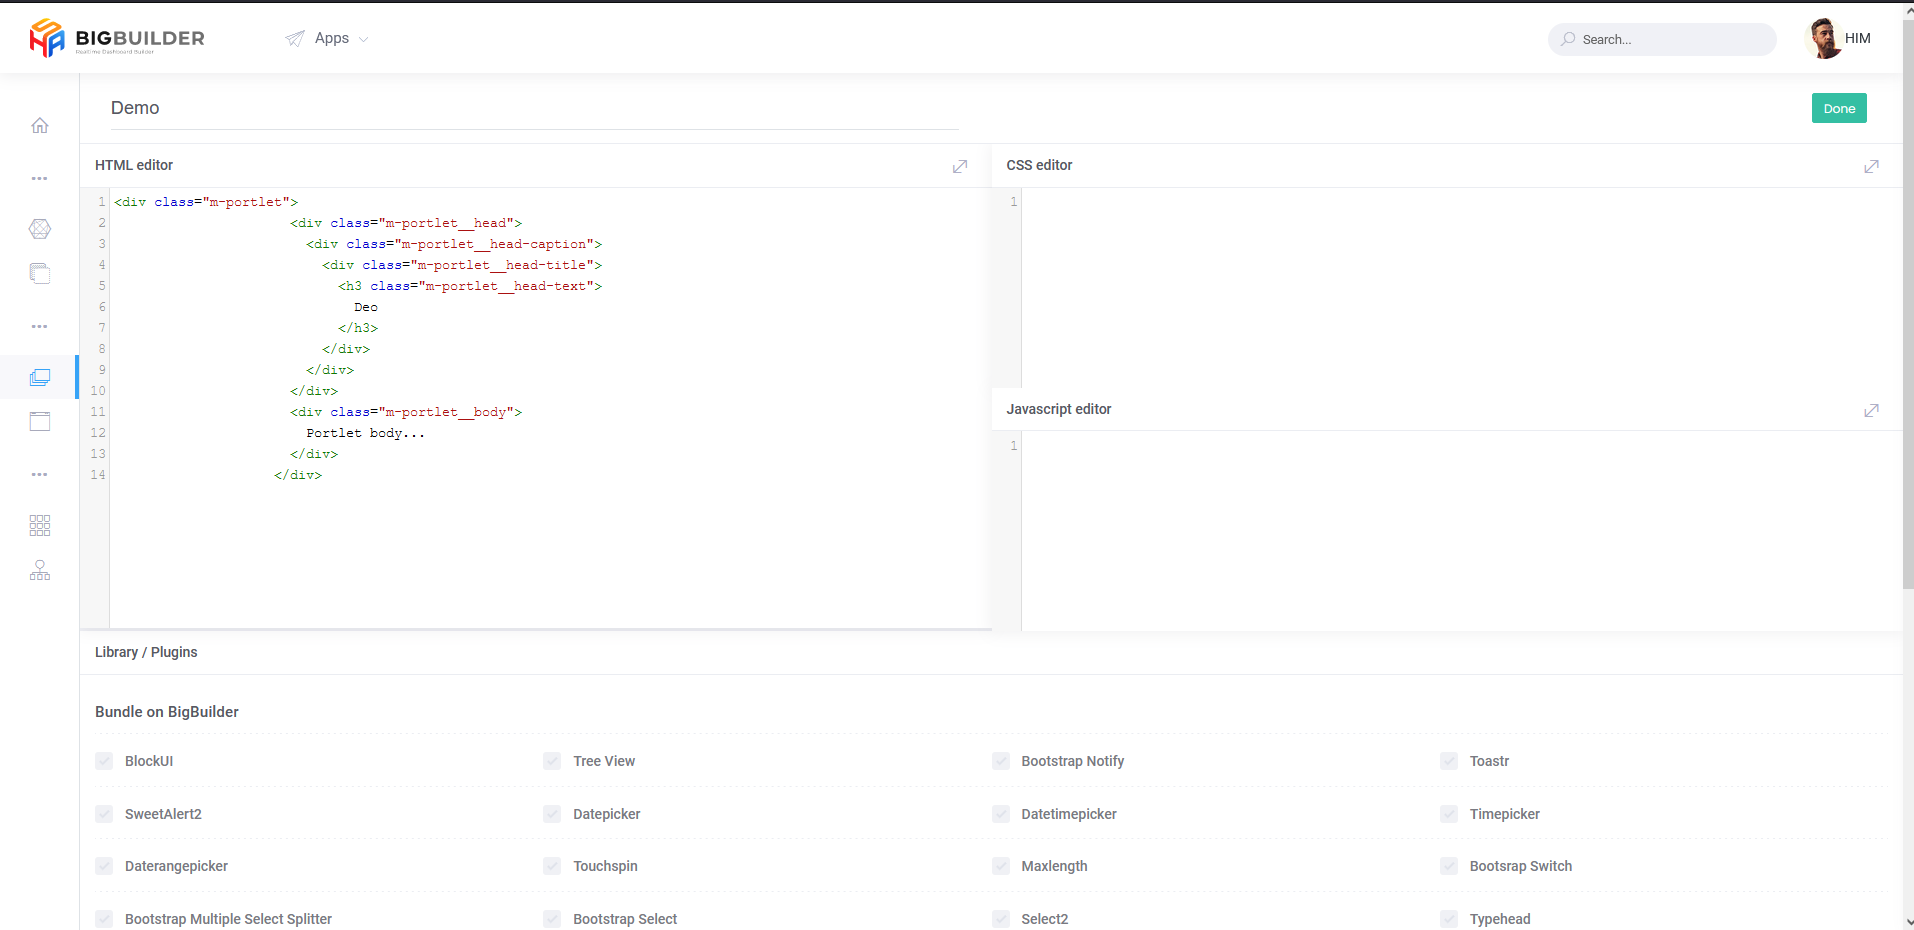 BIGBUILDER
Realtime Dashboard Builder
Apps
Search...
HIM
Demo
Done
HTML editor
1 <div class="m-portlet">
2 <div class="m-portlet__head">
3 <div class="m-portlet__head-caption">
4 <div class="m-portlet__head-title">
5 <h3 class="m-portlet__head-text">
6 Deo
7 </h3>
8 </div>
9 </div>
10 </div>
11 <div class="m-portlet__body">
12 Portlet body...
13 </div>
14 </div>
CSS editor
1
Javascript editor
1
Library / Plugins
Bundle on BigBuilder
BlockUI
Tree View
Bootstrap Notify
Toastr
SweetAlert2
Datepicker
Datetimepicker
Timepicker
Daterangepicker
Touchspin
Maxlength
Bootsrap Switch
Bootstrap Multiple Select Splitter
Bootstrap Select
Select2
Typehead